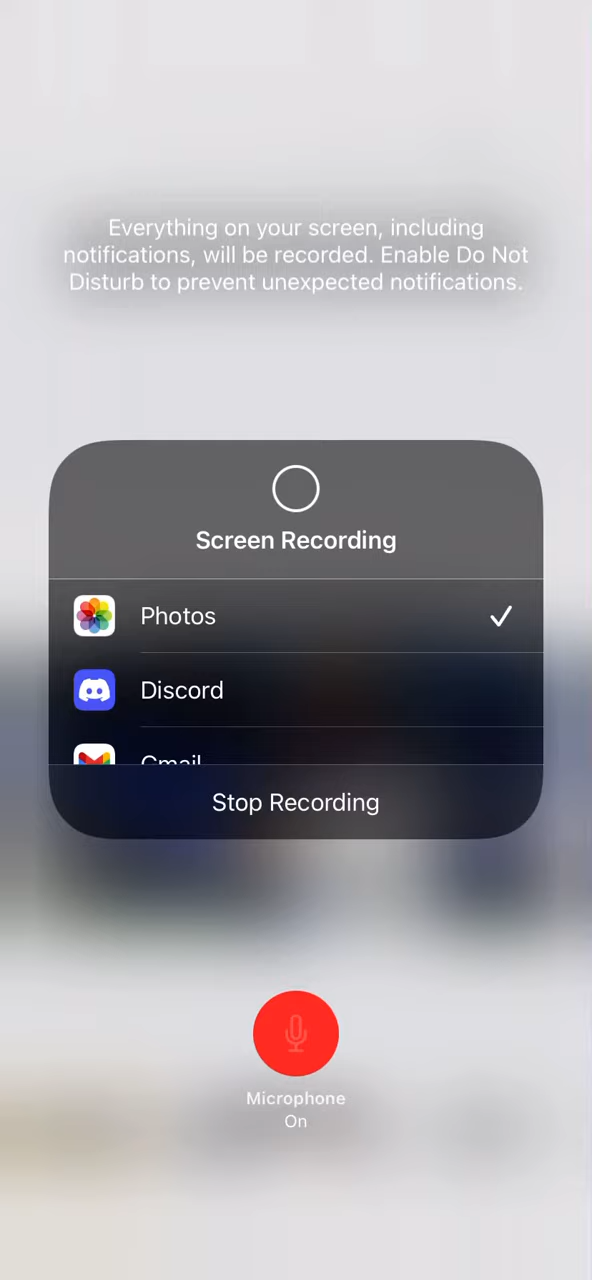 Everything on your screen, including
notifications, will be recorded. Enable Do Not
Disturb to prevent unexpected notifications.
Screen Recording
Photos
Discord
Gmail
Stop Recording
Microphone
On